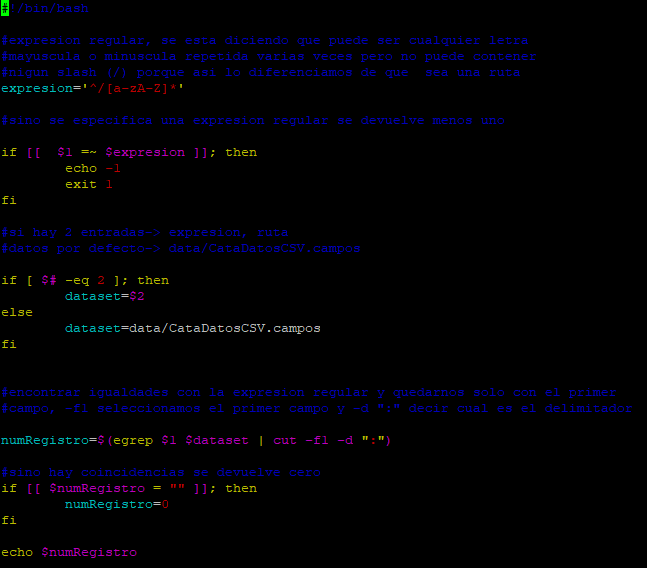 #!/bin/bash
#expresion regular, se esta diciendo que puede ser cualquier letra
#mayuscula o minuscula repetida varias veces pero no puede contener
#nigun slash (/) porque asi lo diferenciamos de que  sea una ruta
expresion='^/[a-zA-Z]*'
#sino se especifica una expresion regular se devuelve menos uno
if [[  $1 =~ $expresion ]]; then
        echo -1
        exit 1
fi
#si hay 2 entradas-> expresion, ruta
#datos por defecto-> data/CataDatosCSV.campos
if [ $# -eq 2 ]; then
        dataset=$2
else
        dataset=data/CataDatosCSV.campos
fi
#encontrar igualdades con la expresion regular y quedarnos solo con el primer
#campo, -f1 seleccionamos el primer campo y -d ":" decir cual es el delimitador
numRegistro=$(egrep $1 $dataset | cut -f1 -d ":")
#sino hay coincidencias se devuelve cero
if [[ $numRegistro = "" ]]; then
        numRegistro=0
fi
echo $numRegistro